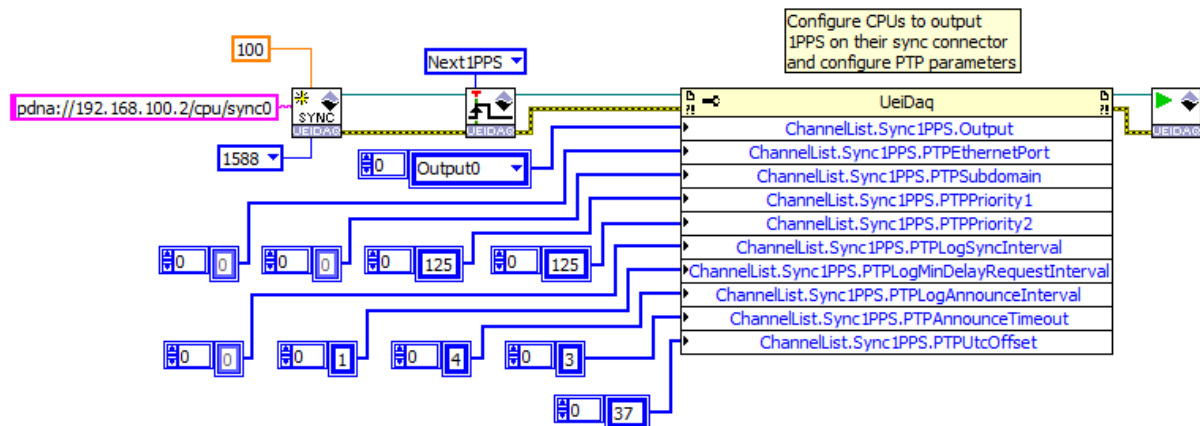 Configure CPUs to output
1PPS on their sync connector
and configure PTP parameters
100
Next1PPS
pdna://192.168.100.2/cpu/sync0
SYNC
UEIDAQ
UEIDAQ
UeiDaq
UEIDAQ
1588
0 Output0
ChannelList.Sync1PPS.Output
ChannelList.Sync1PPS.PTPEthernetPort
ChannelList.Sync1PPS.PTPSubdomain
ChannelList.Sync1PPS.PTPPriority1
ChannelList.Sync1PPS.PTPPriority2
ChannelList.Sync1PPS.PTPLogSyncInterval
ChannelList.Sync1PPS.PTPLogMinDelayRequestInterval
ChannelList.Sync1PPS.PTPLogAnnounceInterval
ChannelList.Sync1PPS.PTPAnnounceTimeout
ChannelList.Sync1PPS.PTPUtcOffset
0 0 0 0 0 125 0 125
0 0 0 1 0 4 0 3
0 37